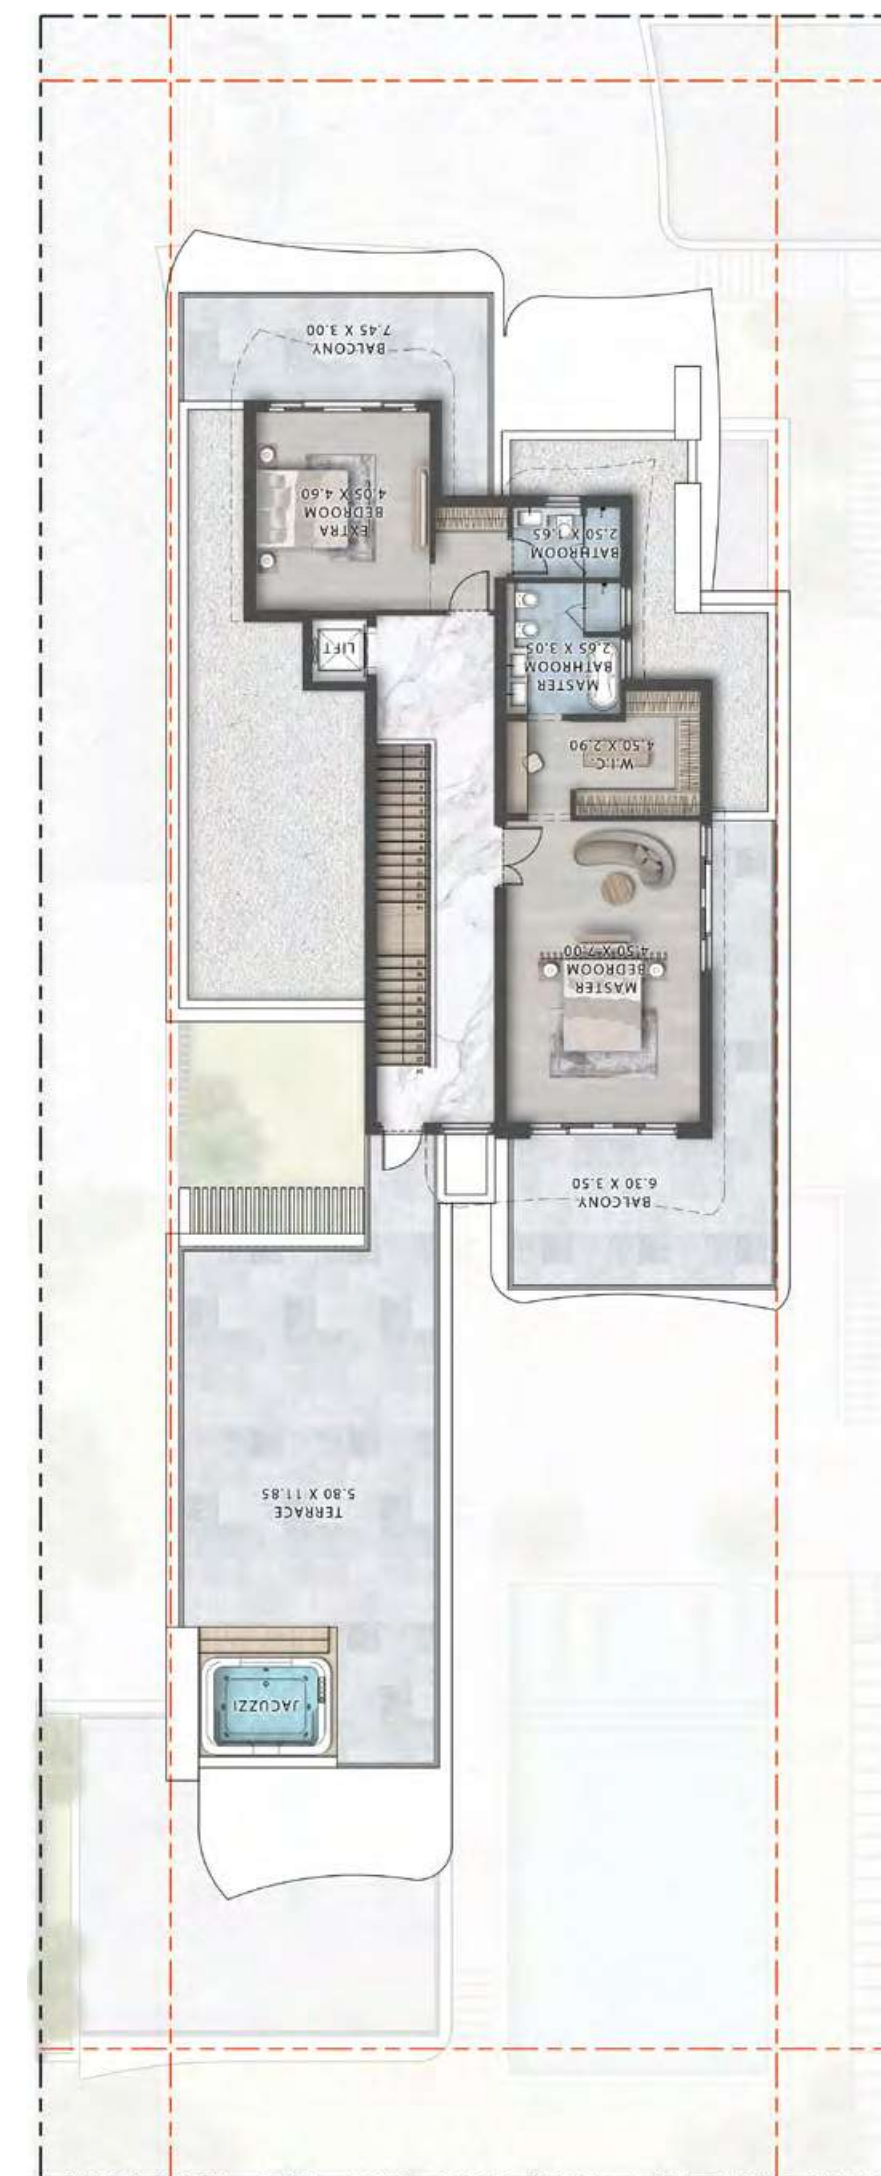 JACUZZI
TERRACE
5.80 X 11.85
BALCONY
6.30 X 3.50
MASTER
BEDROOM
4.50 X 7.00
W.I.C.
4.50 X 2.90
MASTER
BATHROOM
2.65 X 3.05
LIFT
BATHROOM
2.50 X 1.65
EXTRA
BEDROOM
4.05 X 4.60
BALCONY
7.45 X 3.00